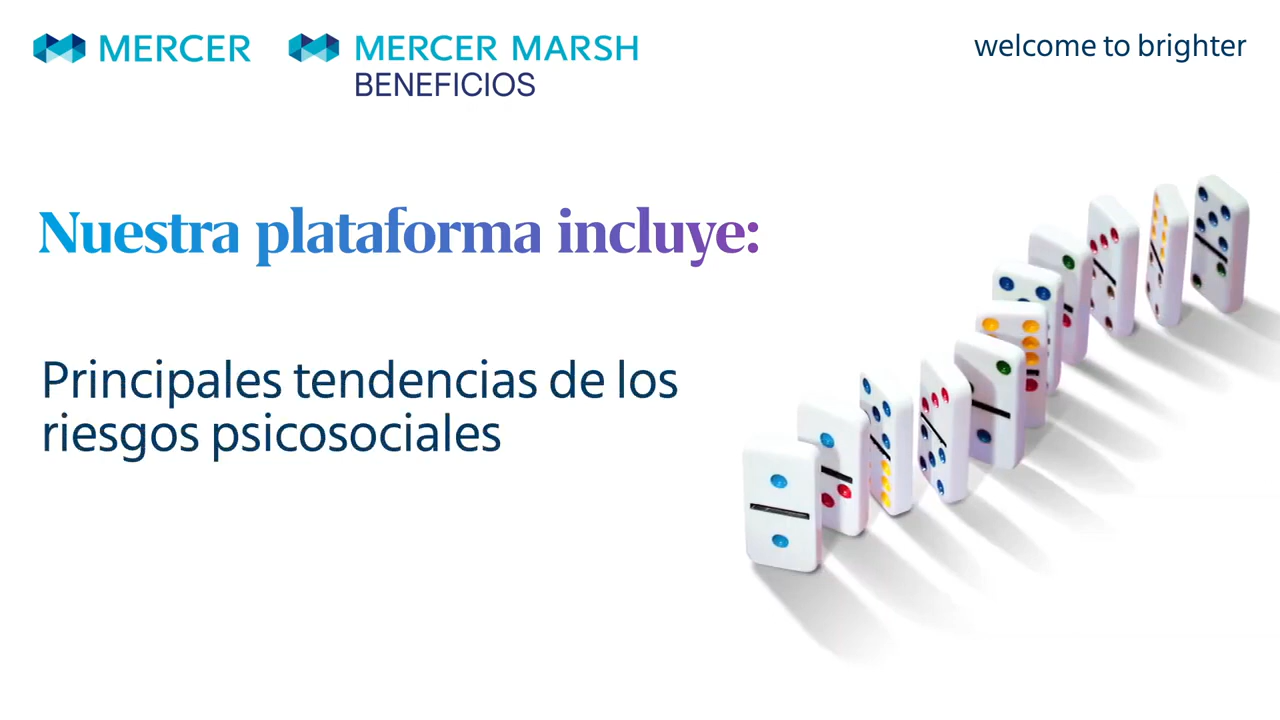 MERCER
MERCER MARSH
BENEFICIOS
welcome to brighter
Nuestra plataforma incluye:
Principales tendencias de los
riesgos psicosociales